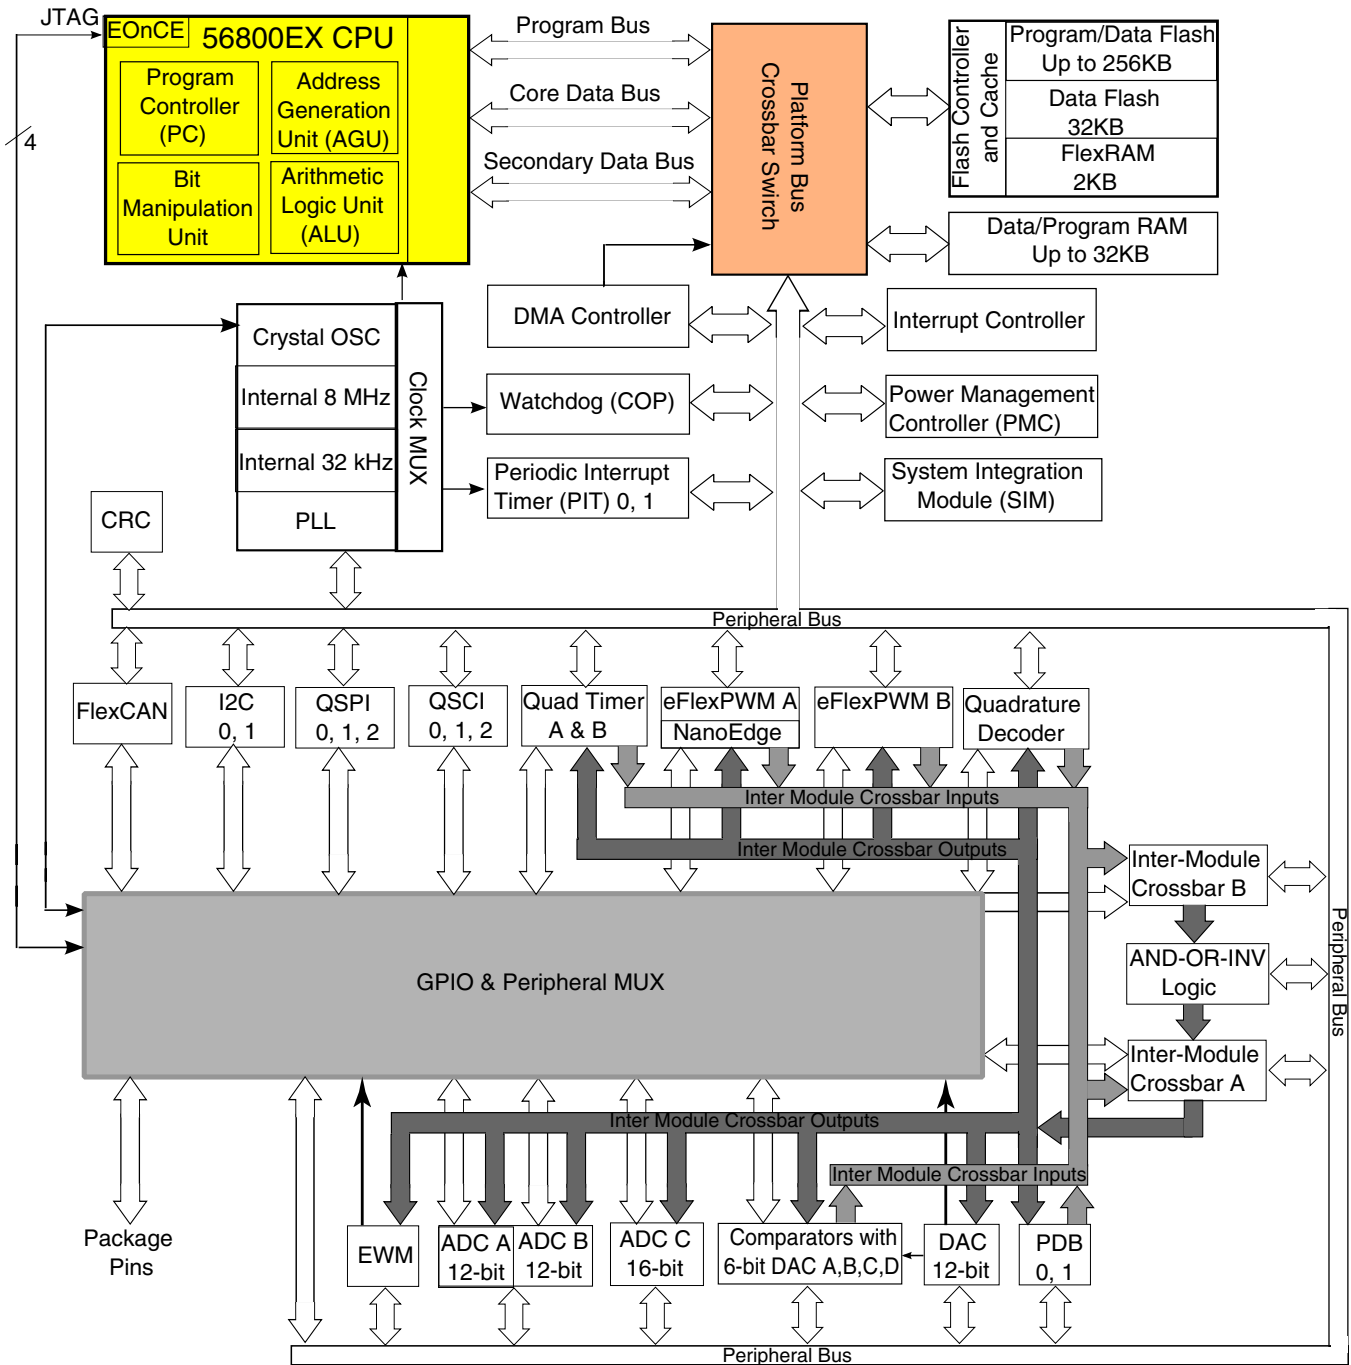 JTAG
EOnCE
56800EX CPU
Program
Controller
(PC)
Address
Generation
Unit (AGU)
Bit
Manipulation
Unit
Arithmetic
Logic Unit
(ALU)
4
Program Bus
Core Data Bus
Secondary Data Bus
Platform Bus
Crossbar Swirch
Flash Controller
and Cache
Program/Data Flash
Up to 256KB
Data Flash
32KB
FlexRAM
2KB
Data/Program RAM
Up to 32KB
Crystal OSC
Internal 8 MHz
Internal 32 kHz
PLL
Clock MUX
DMA Controller
Interrupt Controller
Watchdog (COP)
Power Management
Controller (PMC)
Periodic Interrupt
Timer (PIT) 0, 1
System Integration
Module (SIM)
CRC
Peripheral Bus
FlexCAN
I2C
0, 1
QSPI
0, 1, 2
QSCI
0, 1, 2
Quad Timer
A & B
eFlexPWM A
NanoEdge
eFlexPWM B
Quadrature
Decoder
Inter Module Crossbar Inputs
Inter Module Crossbar Outputs
Inter-Module
Crossbar B
AND-OR-INV
Logic
Inter-Module
Crossbar A
Peripheral Bus
GPIO & Peripheral MUX
Inter Module Crossbar Outputs
Inter Module Crossbar Inputs
Package
Pins
EWM
ADC A
12-bit
ADC B
12-bit
ADC C
16-bit
Comparators with
6-bit DAC A,B,C,D
DAC
12-bit
PDB
0, 1
Peripheral Bus